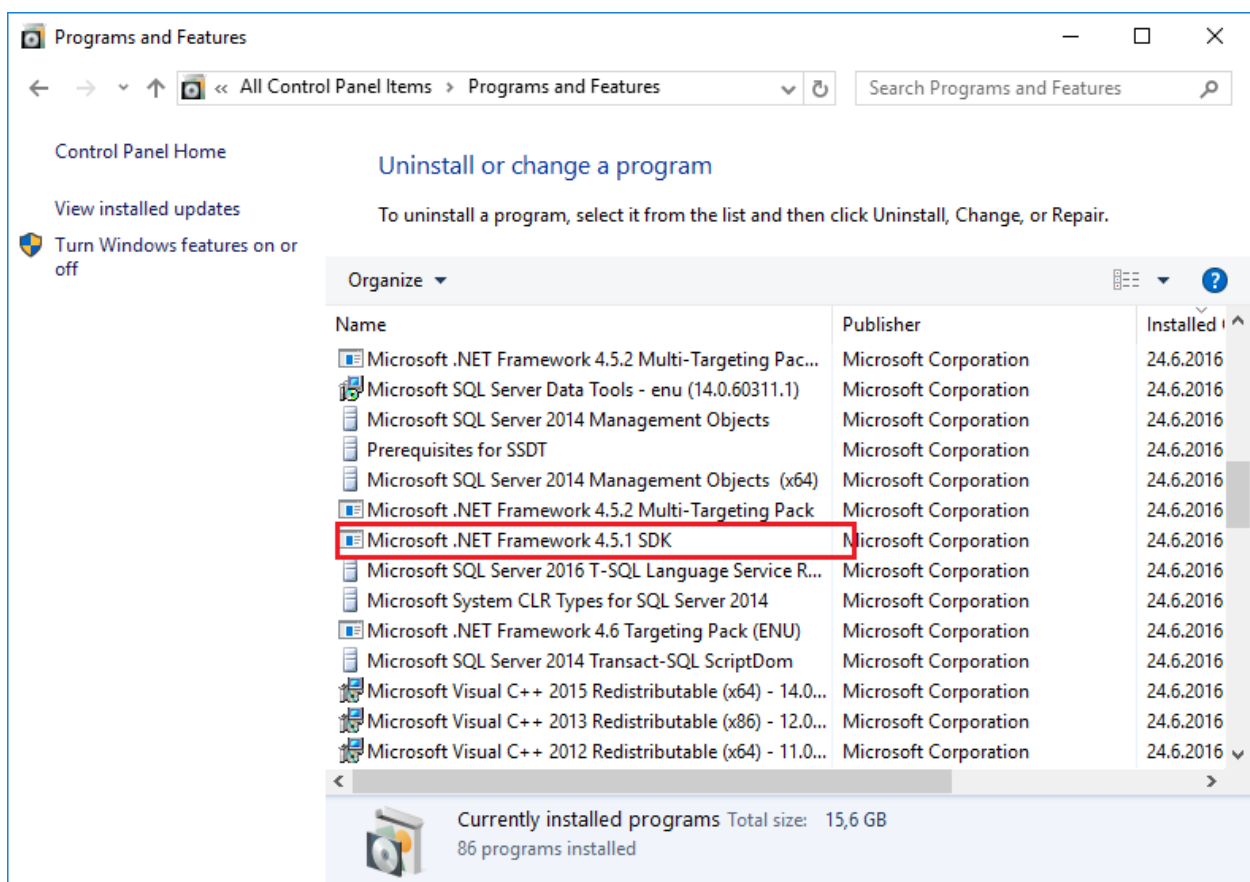 Programs and Features
« All Control Panel Items › Programs and Features
Search Programs and Features
Control Panel Home
View installed updates
Turn Windows features on or
off
Uninstall or change a program
To uninstall a program, select it from the list and then click Uninstall, Change, or Repair.
Organize
Name Publisher Installed
Microsoft .NET Framework 4.5.2 Multi-Targeting Pac... Microsoft Corporation 24.6.2016
Microsoft SQL Server Data Tools - enu (14.0.60311.1) Microsoft Corporation 24.6.2016
Microsoft SQL Server 2014 Management Objects Microsoft Corporation 24.6.2016
Prerequisites for SSDT Microsoft Corporation 24.6.2016
Microsoft SQL Server 2014 Management Objects (x64) Microsoft Corporation 24.6.2016
Microsoft .NET Framework 4.5.2 Multi-Targeting Pack Microsoft Corporation 24.6.2016
Microsoft .NET Framework 4.5.1 SDK Microsoft Corporation 24.6.2016
Microsoft SQL Server 2016 T-SQL Language Service R... Microsoft Corporation 24.6.2016
Microsoft System CLR Types for SQL Server 2014 Microsoft Corporation 24.6.2016
Microsoft .NET Framework 4.6 Targeting Pack (ENU) Microsoft Corporation 24.6.2016
Microsoft SQL Server 2014 Transact-SQL ScriptDom Microsoft Corporation 24.6.2016
Microsoft Visual C++ 2015 Redistributable (x64) - 14.0... Microsoft Corporation 24.6.2016
Microsoft Visual C++ 2013 Redistributable (x86) - 12.0... Microsoft Corporation 24.6.2016
Microsoft Visual C++ 2012 Redistributable (x64) - 11.0... Microsoft Corporation 24.6.2016
Currently installed programs Total size: 15,6 GB
86 programs installed